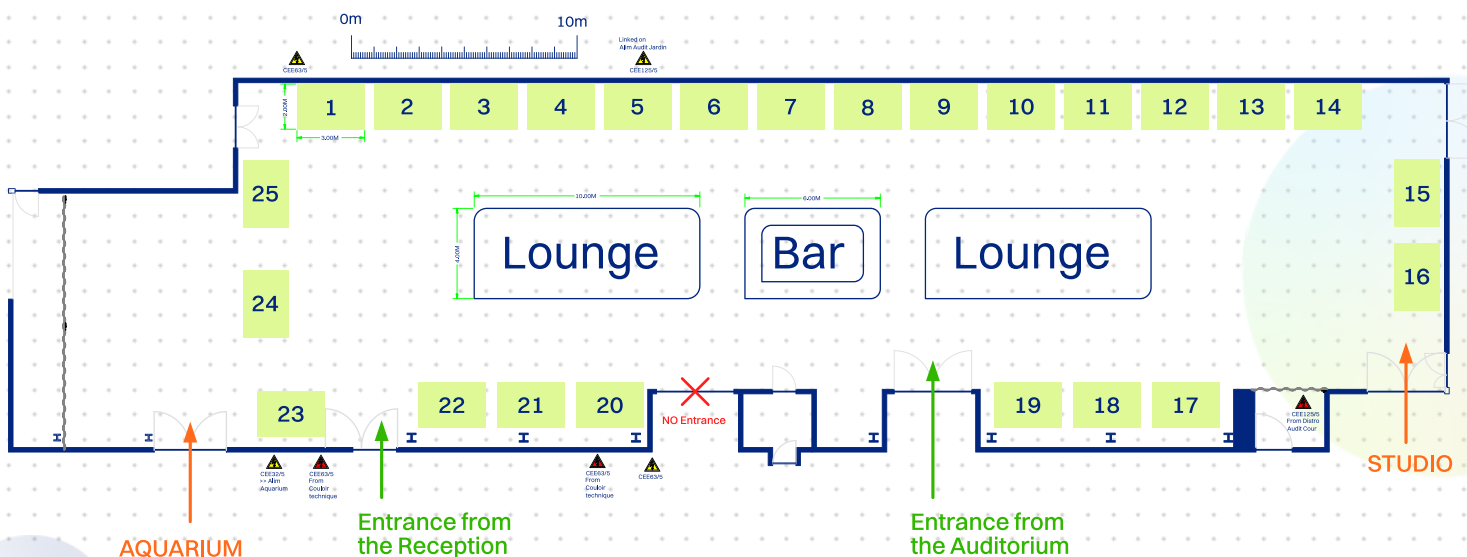 0m 10m
Linked on
Alim Audit Jardin
CEE63/5
CEE125/5
2.00M
1 2 3 4 5 6 7 8 9 10 11 12 13 14
3.00M
25
15
10.00M
6.00M
4.00M
Lounge
Bar
Lounge
24
16
23
22
21
20
NO Entrance
19
18
17
CEE125/5
From Distro
Audit Cour
CEE32/5
>> Alim
Aquarium
CEE63/5
From
Couloir
technique
CEE63/5
From
Couloir
technique
CEE63/5
STUDIO
AQUARIUM
Entrance from
the Reception
Entrance from
the Auditorium